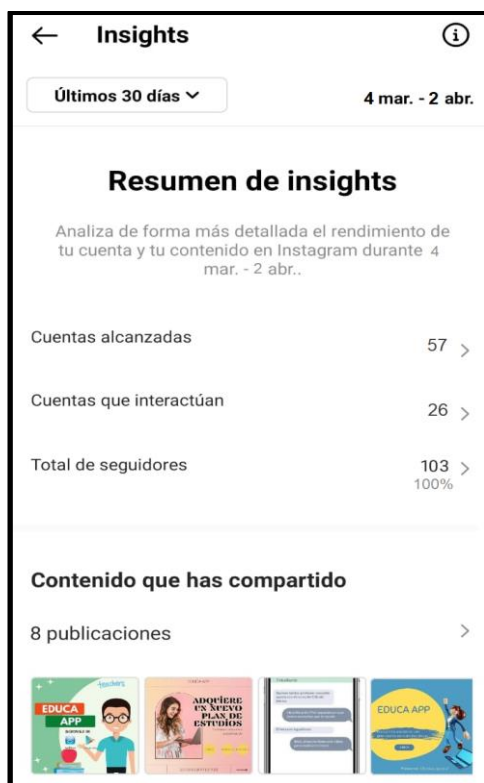 Insights
Últimos 30 días
4 mar. - 2 abr.
Resumen de insights
Analiza de forma más detallada el rendimiento de
tu cuenta y tu contenido en Instagram durante 4
mar. - 2 abr..
Cuentas alcanzadas
57
Cuentas que interactúan
26
Total de seguidores
103
100%
Contenido que has compartido
8 publicaciones
teachers
EDUCA
APP
ADQUIERE
UN NUEVO
PLAN DE
ESTUDIOS
EDUCA APP